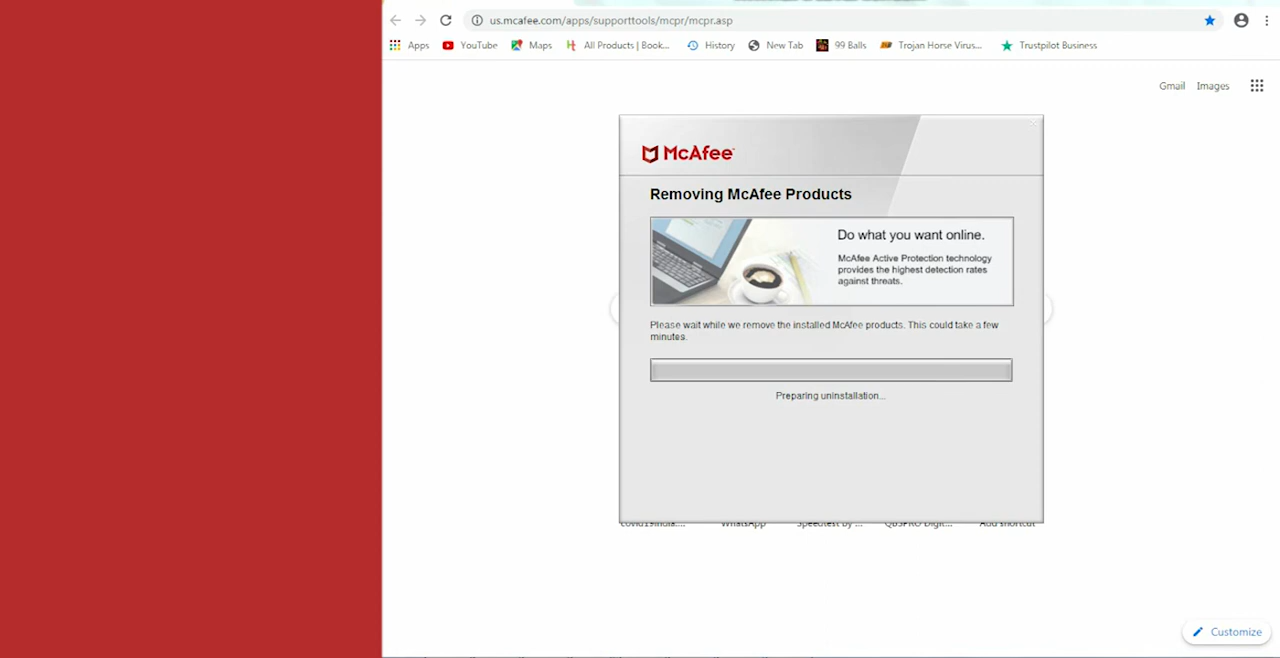 us.mcafee.com/apps/supporttools/mcpr/mcpr.asp
Apps YouTube Maps All Products | Book... History New Tab 99 Balls Trojan Horse Virus... Trustpilot Business
Gmail Images
McAfee
Removing McAfee Products
Do what you want online.
McAfee Active Protection technology
provides the highest detection rates
against threats.
Please wait while we remove the installed McAfee products. This could take a few
minutes.
Preparing uninstallation...
covid19india.... WhatsApp Speedtest by ... QBSPRO Digit... Add shortcut
Customize